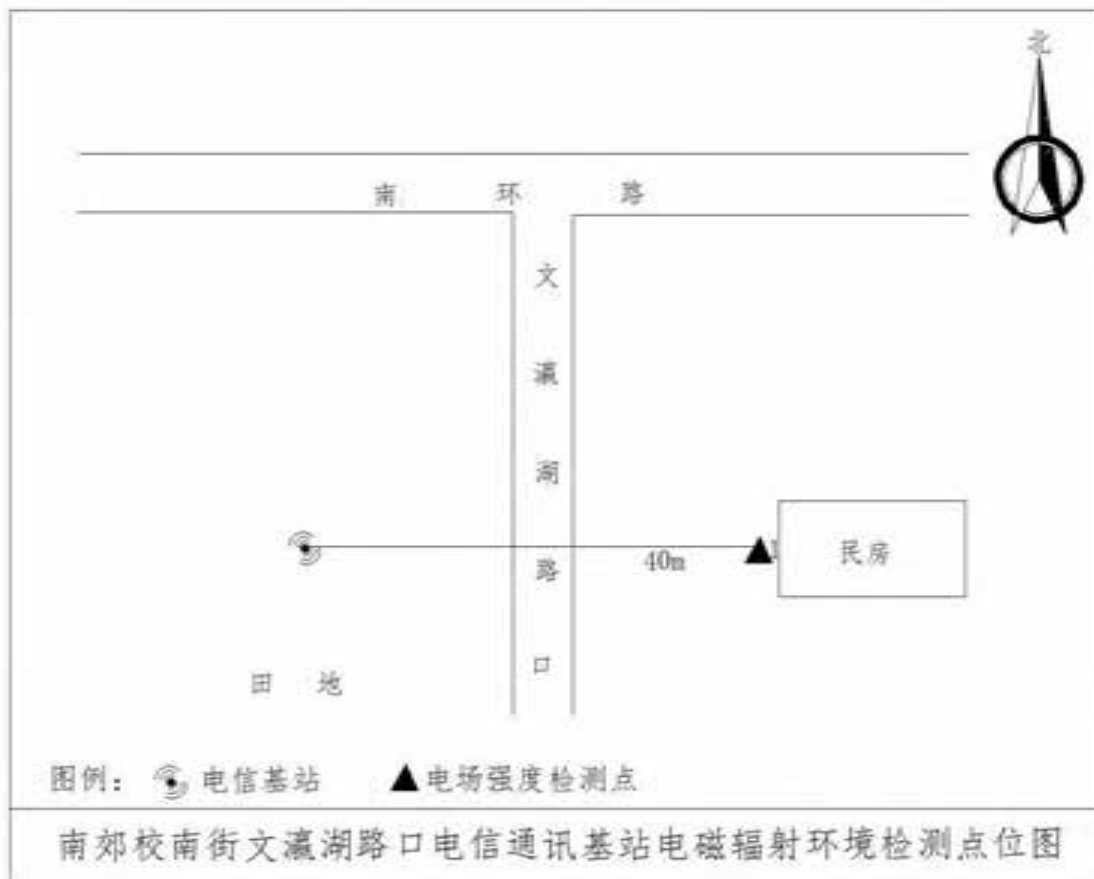 北
南环路
文瀛湖路口
40m
民房
田地
图例： 电信基站 电场强度检测点
南郊校南街文瀛湖路口电信通讯基站电磁辐射环境检测点位图